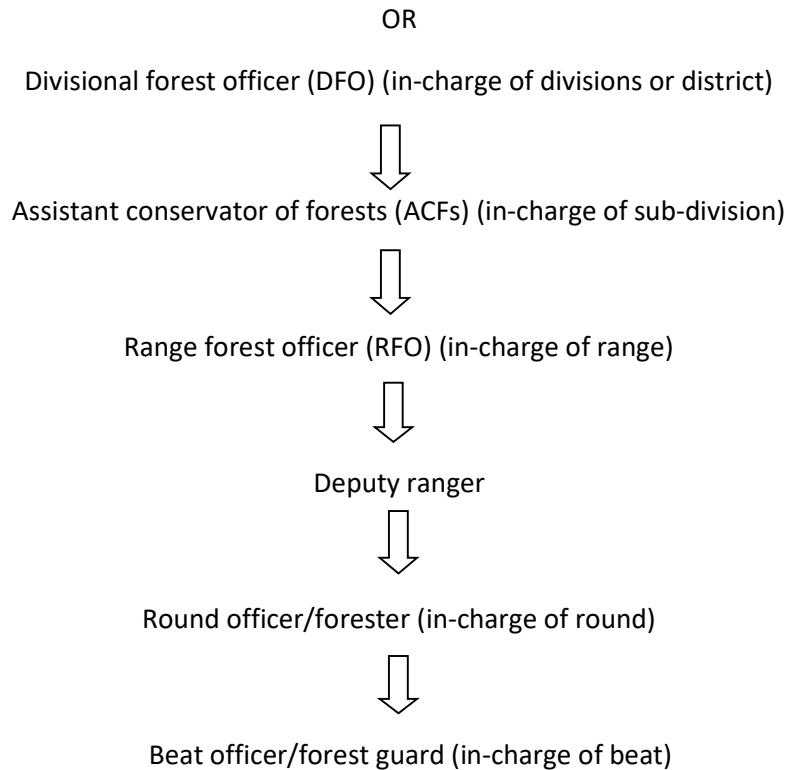 OR
Divisional forest officer (DFO) (in-charge of divisions or district)
Assistant conservator of forests (ACFs) (in-charge of sub-division)
Range forest officer (RFO) (in-charge of range)
Deputy ranger
Round officer/forester (in-charge of round)
Beat officer/forest guard (in-charge of beat)